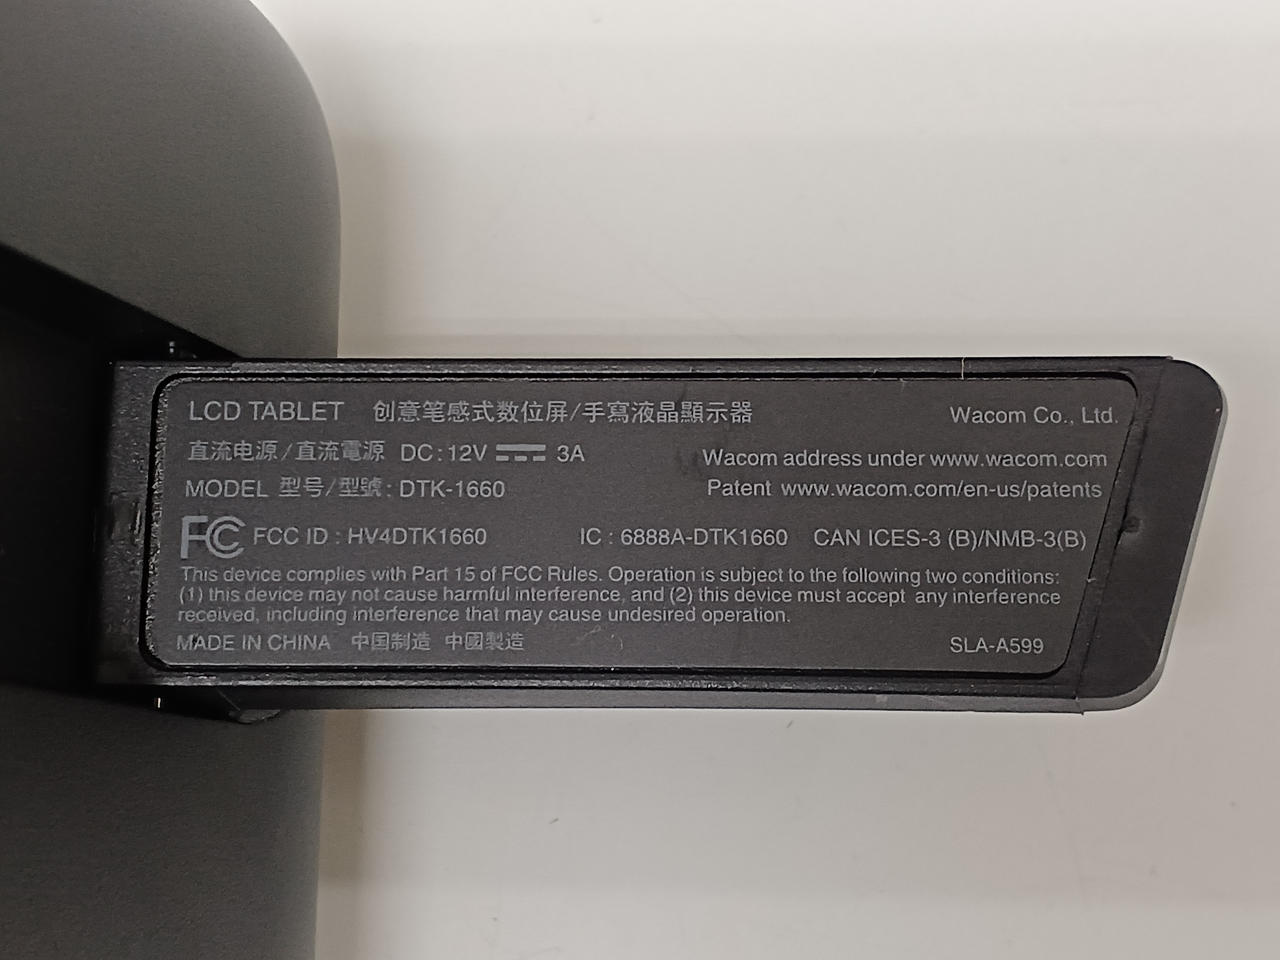 LCD TABLET 创意笔感式数位屏/手寫液晶顯示器 Wacom Co., Ltd.
直流电源/直流電源 DC:12V 3A Wacom address under www.wacom.com
MODEL 型号/型號: DTK-1660 Patent www.wacom.com/en-us/patents
FC FCC ID : HV4DTK1660 IC : 6888A-DTK1660 CAN ICES-3 (B)/NMB-3(B)
This device complies with Part 15 of FCC Rules. Operation is subject to the following two conditions:
(1) this device may not cause harmful interference, and (2) this device must accept any interference
received, including interference that may cause undesired operation.
MADE IN CHINA 中国制造 中國製造 SLA-A599